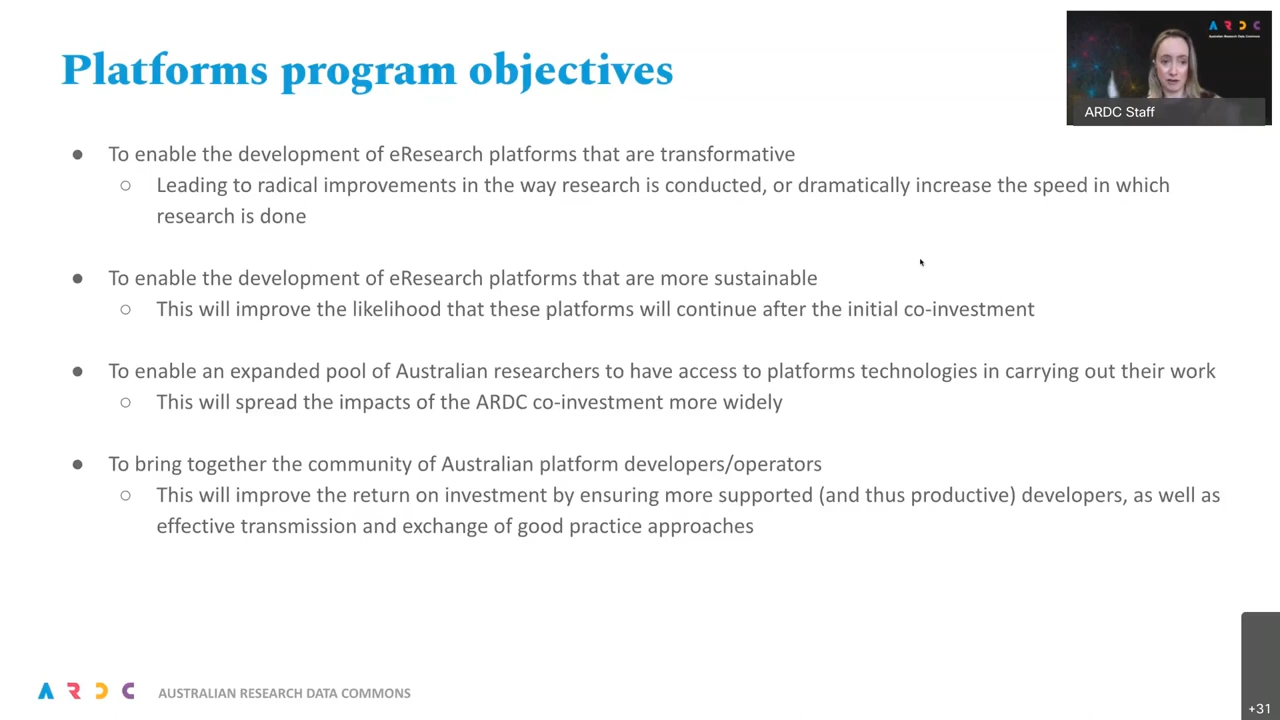 Platforms program objectives
A R D C
Australian Research Data Commons
ARDC Staff
● To enable the development of eResearch platforms that are transformative
○ Leading to radical improvements in the way research is conducted, or dramatically increase the speed in which
research is done
● To enable the development of eResearch platforms that are more sustainable
○ This will improve the likelihood that these platforms will continue after the initial co-investment
● To enable an expanded pool of Australian researchers to have access to platforms technologies in carrying out their work
○ This will spread the impacts of the ARDC co-investment more widely
● To bring together the community of Australian platform developers/operators
○ This will improve the return on investment by ensuring more supported (and thus productive) developers, as well as
effective transmission and exchange of good practice approaches
A R D C AUSTRALIAN RESEARCH DATA COMMONS
+31